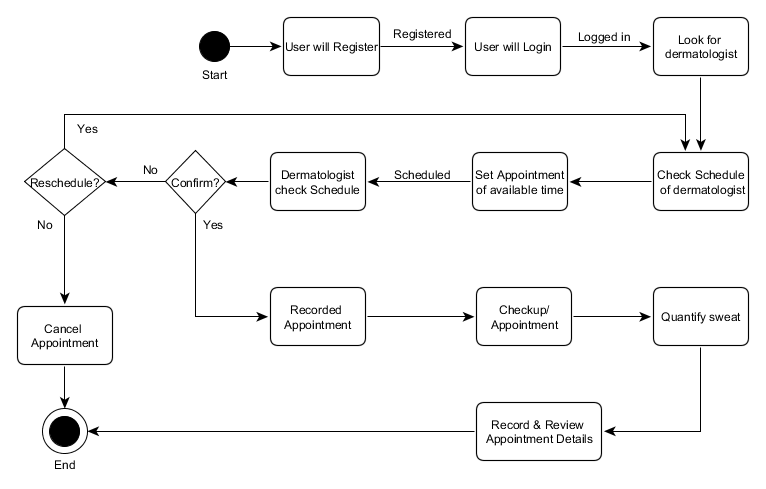 User will Register
Registered
User will Login
Logged in
Look for
dermatologist
Start
Yes
Reschedule?
No
Confirm?
Dermatologist
check Schedule
Scheduled
Set Appointment
of available time
Check Schedule
of dermatologist
No
Yes
Cancel
Appointment
Recorded
Appointment
Checkup/
Appointment
Quantify sweat
Record & Review
Appointment Details
End